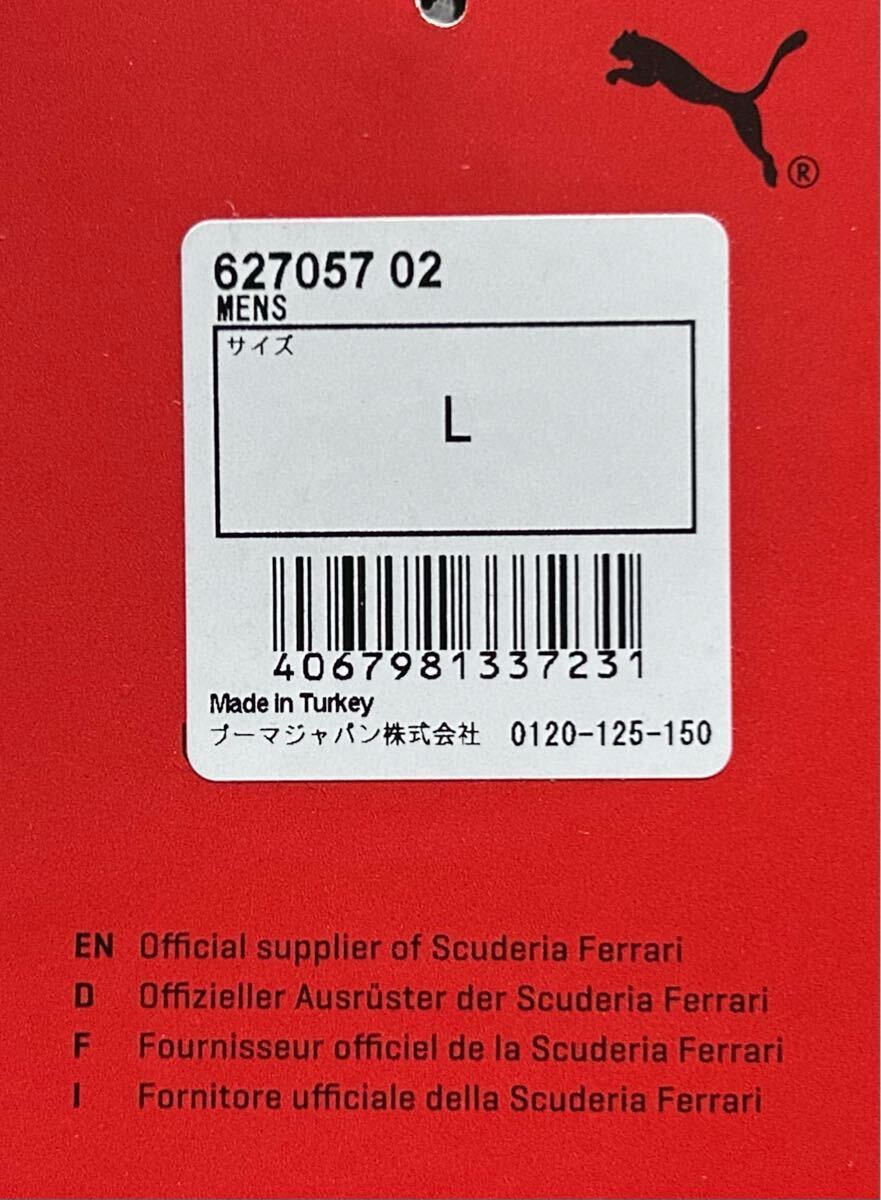 ®
627057 02
MENS
サイズ
L
4067981337231
Made in Turkey
プーマジャパン株式会社 0120-125-150
EN Official supplier of Scuderia Ferrari
D Offizieller Ausrüster der Scuderia Ferrari
F Fournisseur officiel de la Scuderia Ferrari
I Fornitore ufficiale della Scuderia Ferrari